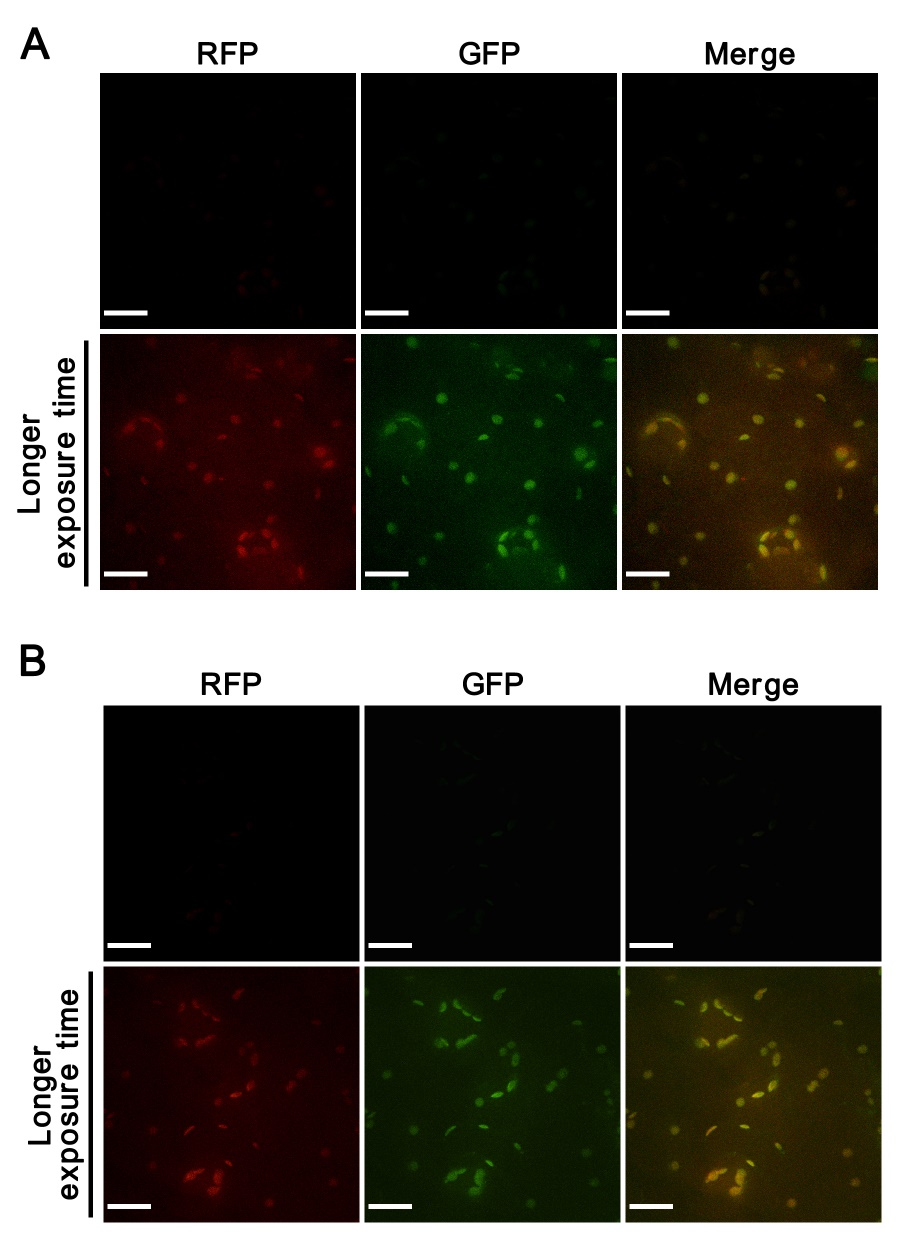 A
RFP GFP Merge
Longer
exposure time
B
RFP GFP Merge
Longer
exposure time